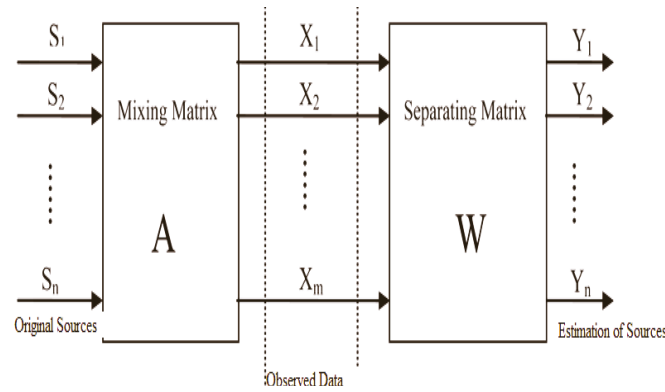 S1 X1 Y1
S2 Mixing Matrix X2 Separating Matrix Y2
A W
Sn Xm Yn
Original Sources Estimation of Sources
Observed Data